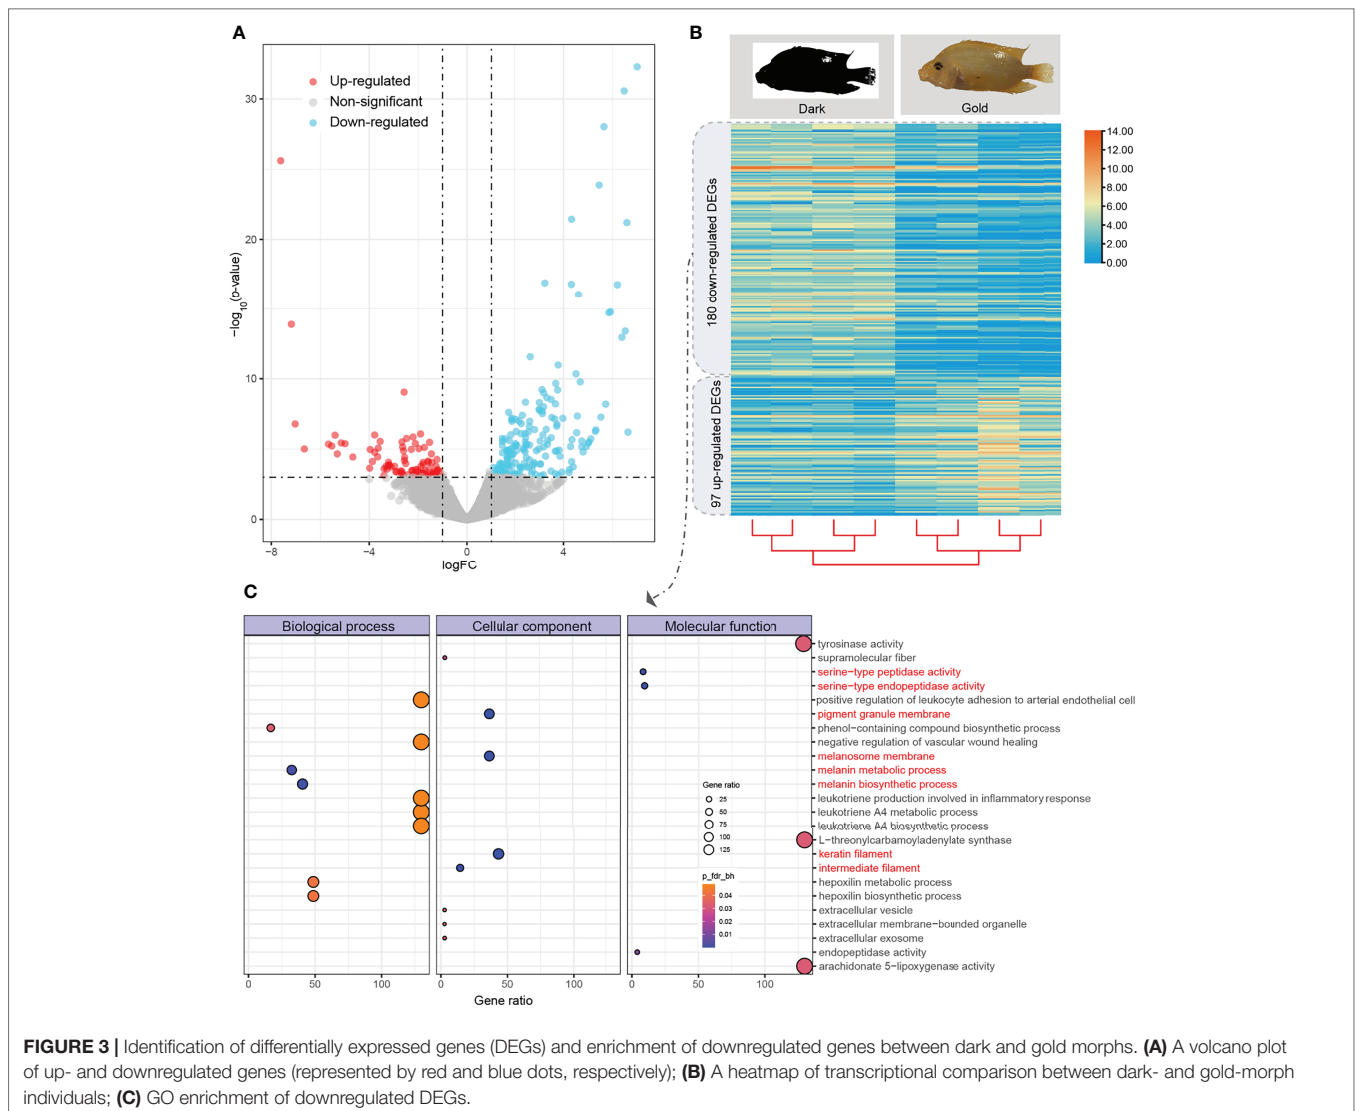 A
B
Up-regulated
Non-significant
Down-regulated
30
20
10
0
−log10(p-value)
−8
−4
0
4
logFC
Dark
Gold
180 down-regulated DEGs
97 up-regulated DEGs
14.00
12.00
10.00
8.00
6.00
4.00
2.00
0.00
C
Biological process
Cellular component
Molecular function
tyrosinase activity
supramolecular fiber
serine−type peptidase activity
serine−type endopeptidase activity
positive regulation of leukocyte adhesion to arterial endothelial cell
pigment granule membrane
phenol−containing compound biosynthetic process
negative regulation of vascular wound healing
melanosome membrane
melanin metabolic process
melanin biosynthetic process
leukotriene production involved in inflammatory response
leukotriene A4 metabolic process
leukotriene A4 biosynthetic process
L−threonylcarbamoyladenylate synthase
keratin filament
intermediate filament
hepoxilin metabolic process
hepoxilin biosynthetic process
extracellular vesicle
extracellular membrane−bounded organelle
extracellular exosome
endopeptidase activity
arachidonate 5−lipoxygenase activity
Gene ratio
25
50
75
100
125
p_fdr_bh
0.04
0.03
0.02
0.01
0
50
100
0
50
100
0
50
100
Gene ratio
FIGURE 3 | Identification of differentially expressed genes (DEGs) and enrichment of downregulated genes between dark and gold morphs. (A) A volcano plot
of up- and downregulated genes (represented by red and blue dots, respectively); (B) A heatmap of transcriptional comparison between dark- and gold-morph
individuals; (C) GO enrichment of downregulated DEGs.